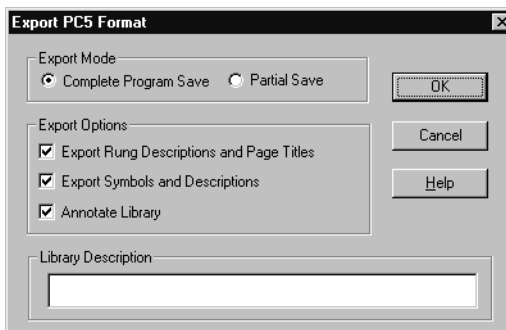 Export PC5 Format
Export Mode
Complete Program Save Partial Save
OK
Export Options
Export Rung Descriptions and Page Titles
Cancel
Export Symbols and Descriptions
Help
Annotate Library
Library Description